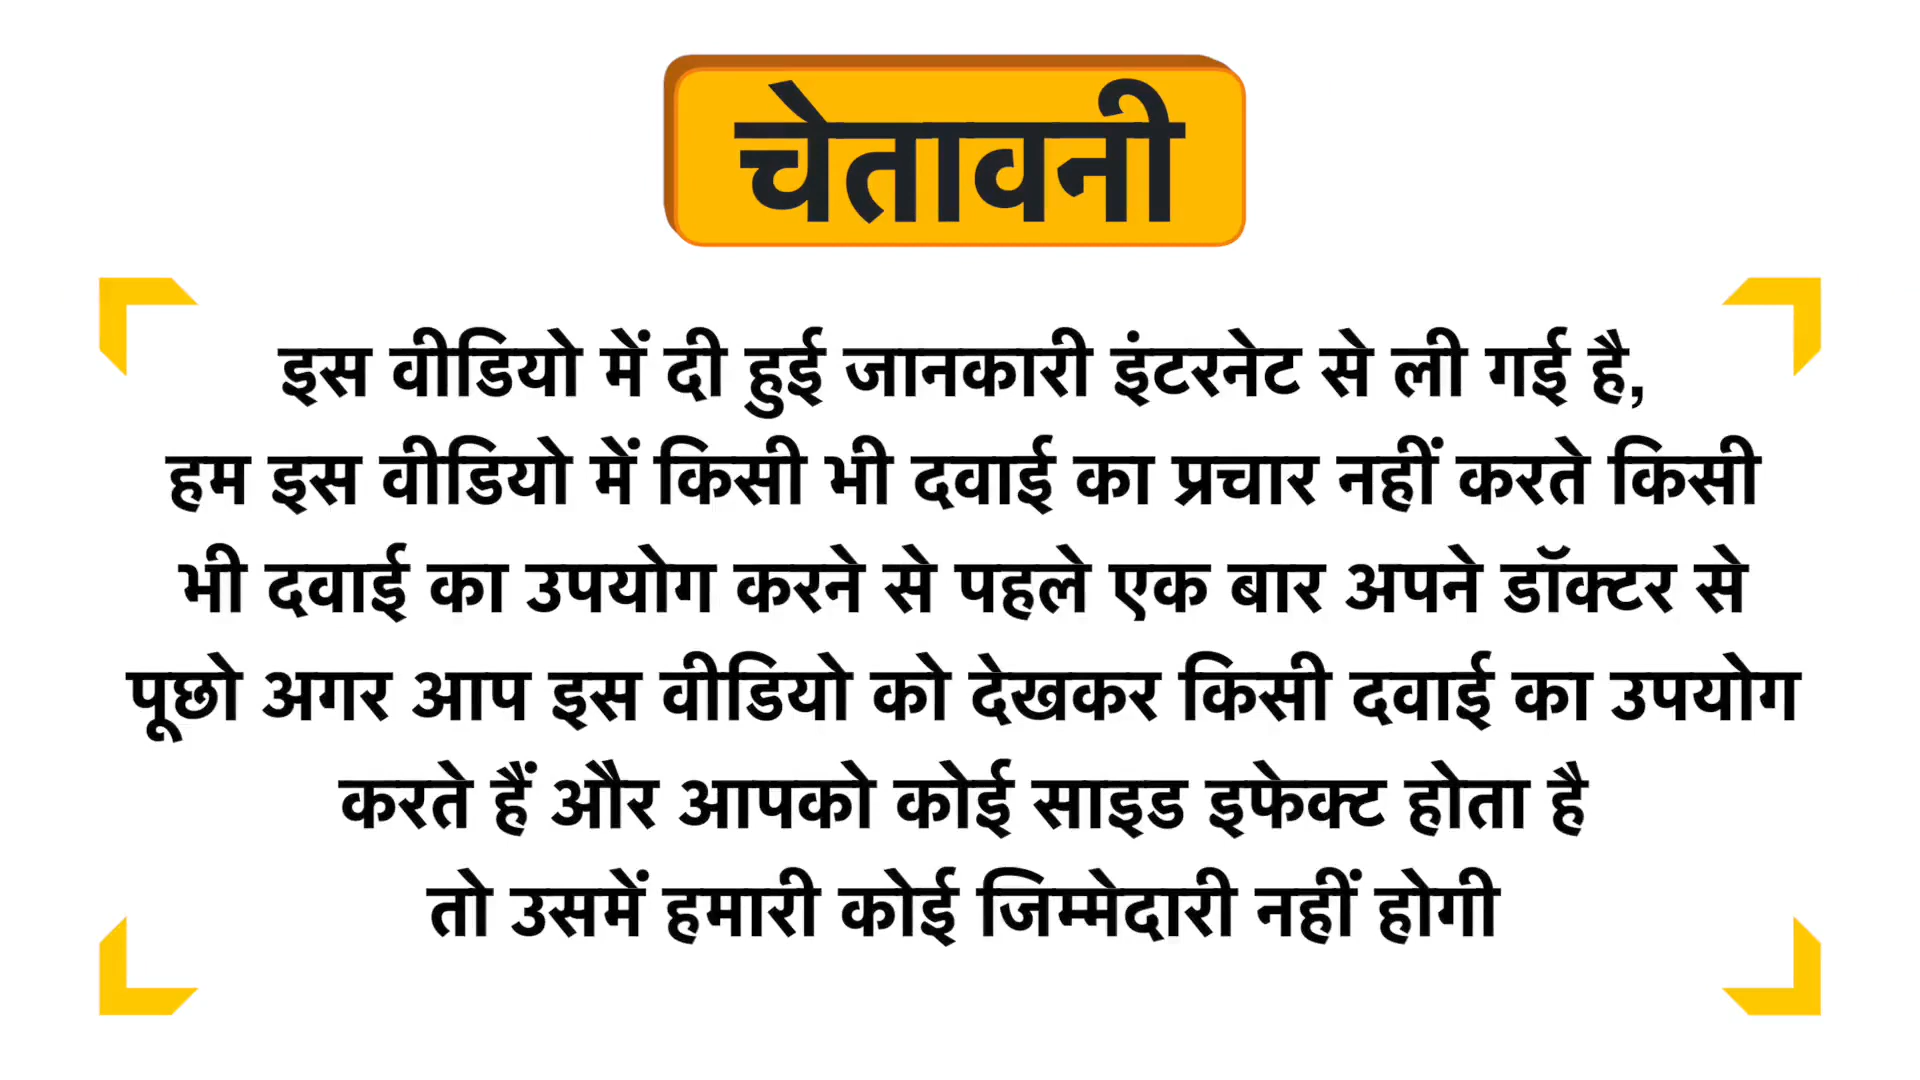 चेतावनी
इस वीडियो में दी हुई जानकारी इंटरनेट से ली गई है,
हम इस वीडियो में किसी भी दवाई का प्रचार नहीं करते किसी
भी दवाई का उपयोग करने से पहले एक बार अपने डॉक्टर से
पूछो अगर आप इस वीडियो को देखकर किसी दवाई का उपयोग
करते हैं और आपको कोई साइड इफेक्ट होता है
तो उसमें हमारी कोई जिम्मेदारी नहीं होगी